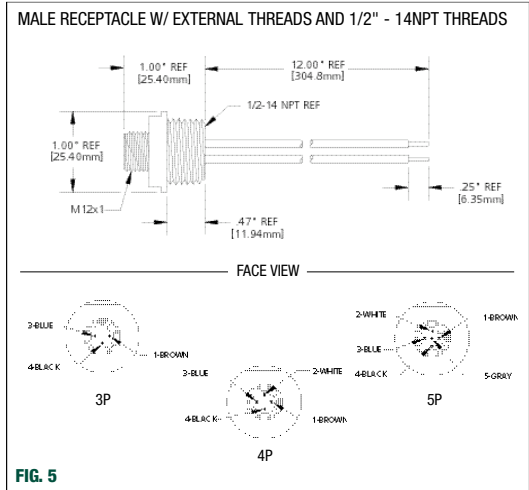 MALE RECEPTACLE W/ EXTERNAL THREADS AND 1/2" - 14NPT THREADS
1.00" REF
[25.40mm]
12.00" REF
[304.8mm]
1/2-14 NPT REF
1.00" REF
[25.40mm]
M12x1
.47" REF
[11.94mm]
.25" REF
[6.35mm]
FACE VIEW
3-BLUE
4-BLACK
1-BROWN
3P
3-BLUE
2-WHITE
4-BLACK
1-BROWN
4P
2-WHITE
1-BROWN
3-BLUE
4-BLACK
5-GRAY
5P
FIG. 5